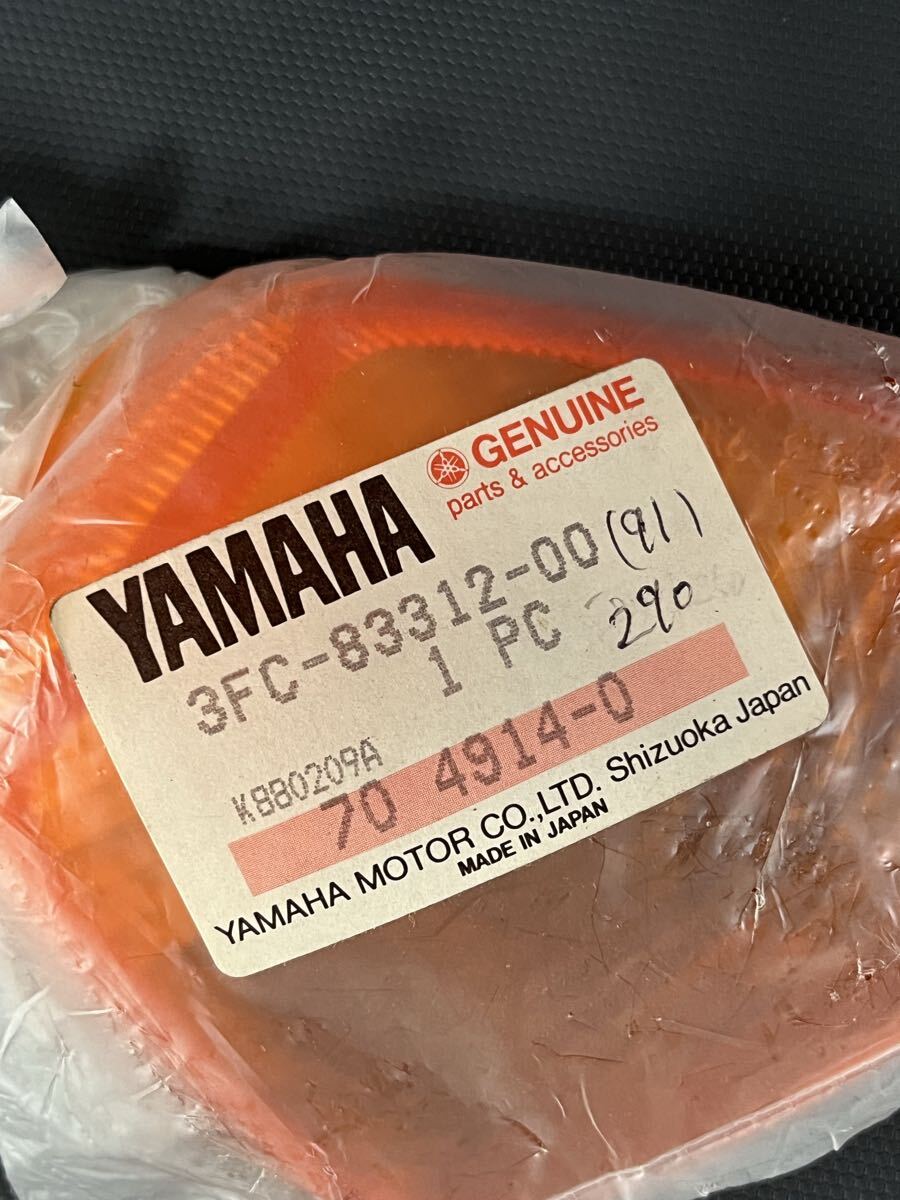 YAMAHA
GENUINE
parts & accessories
3FC-83312-00 (91)
1 PC 290
K880209A
70 4914-0
YAMAHA MOTOR CO.,LTD. Shizuoka Japan
MADE IN JAPAN